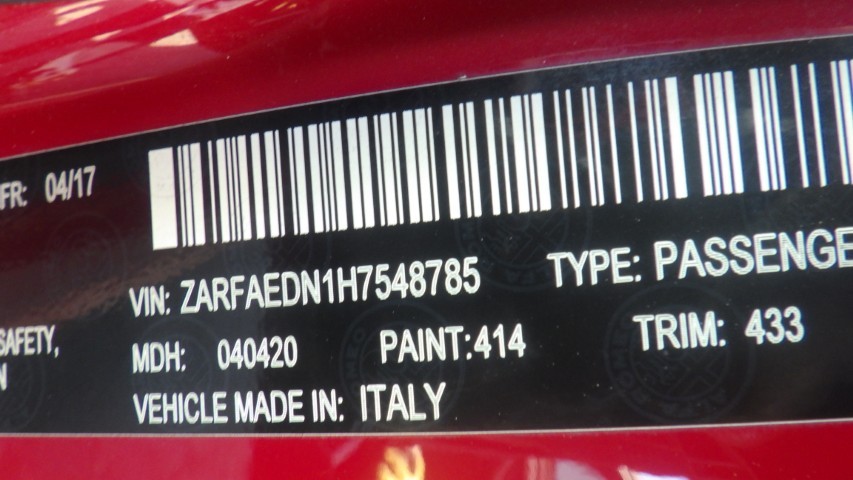 FR: 04/17
VIN: ZARFAEDN1H7548785 TYPE: PASSENGE
SAFETY,
N
MDH: 040420 PAINT:414 TRIM: 433
VEHICLE MADE IN: ITALY